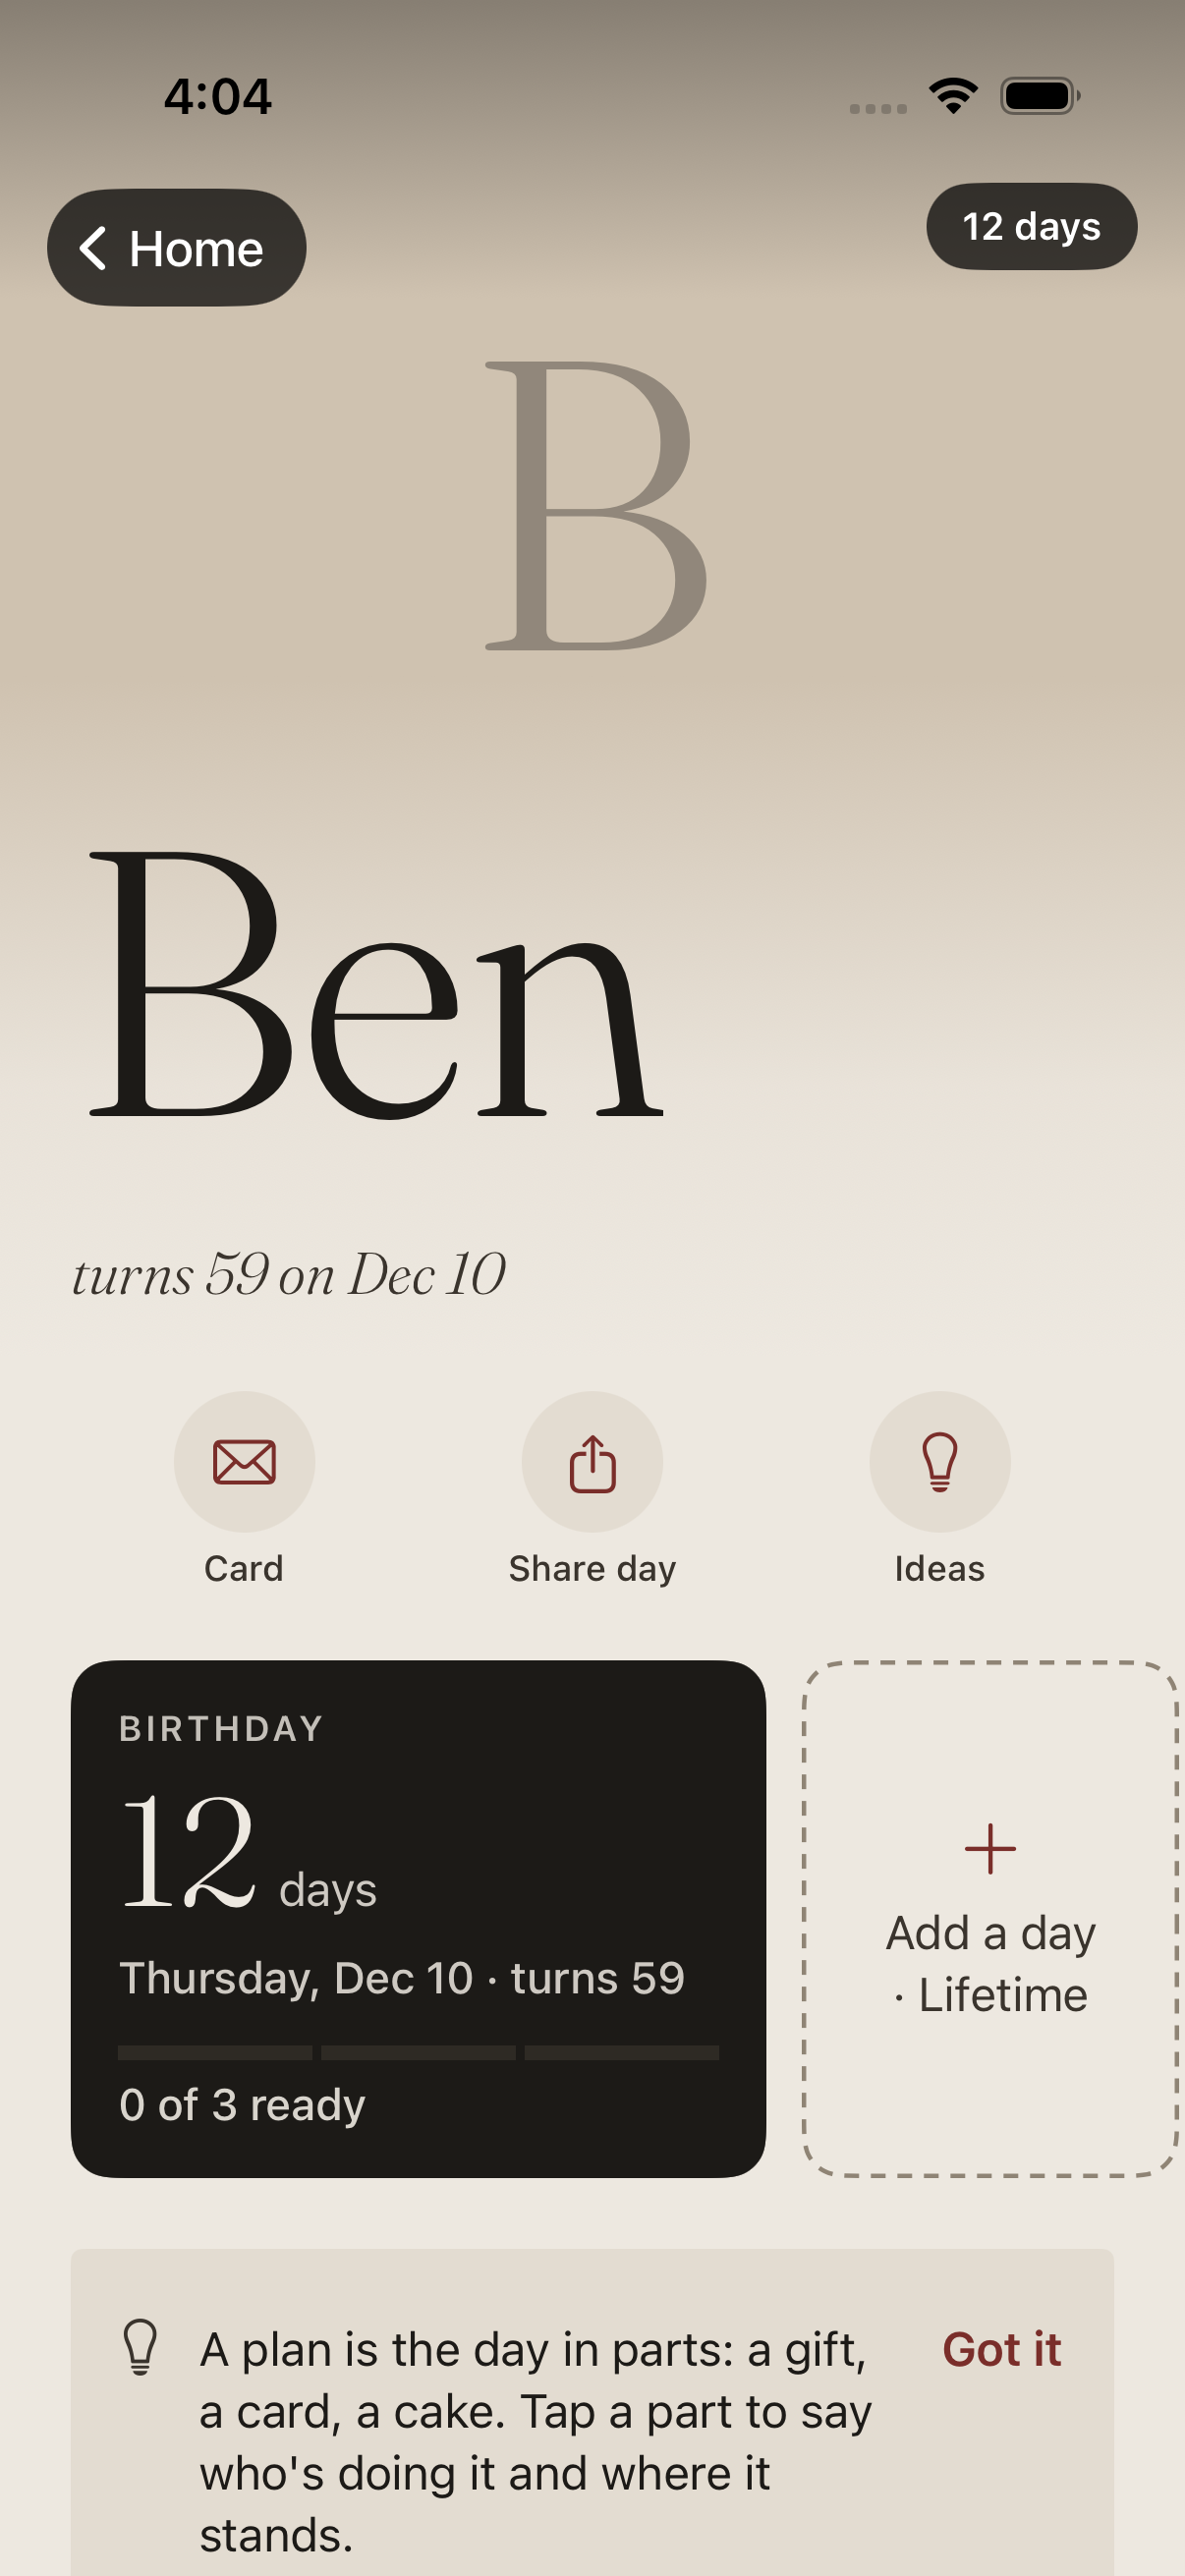 4:04
Home
12 days
B
Ben
turns 59 on Dec 10
Card
Share day
Ideas
BIRTHDAY
12 days
Thursday, Dec 10 · turns 59
0 of 3 ready
Add a day
· Lifetime
A plan is the day in parts: a gift,
a card, a cake. Tap a part to say
who's doing it and where it
stands.
Got it